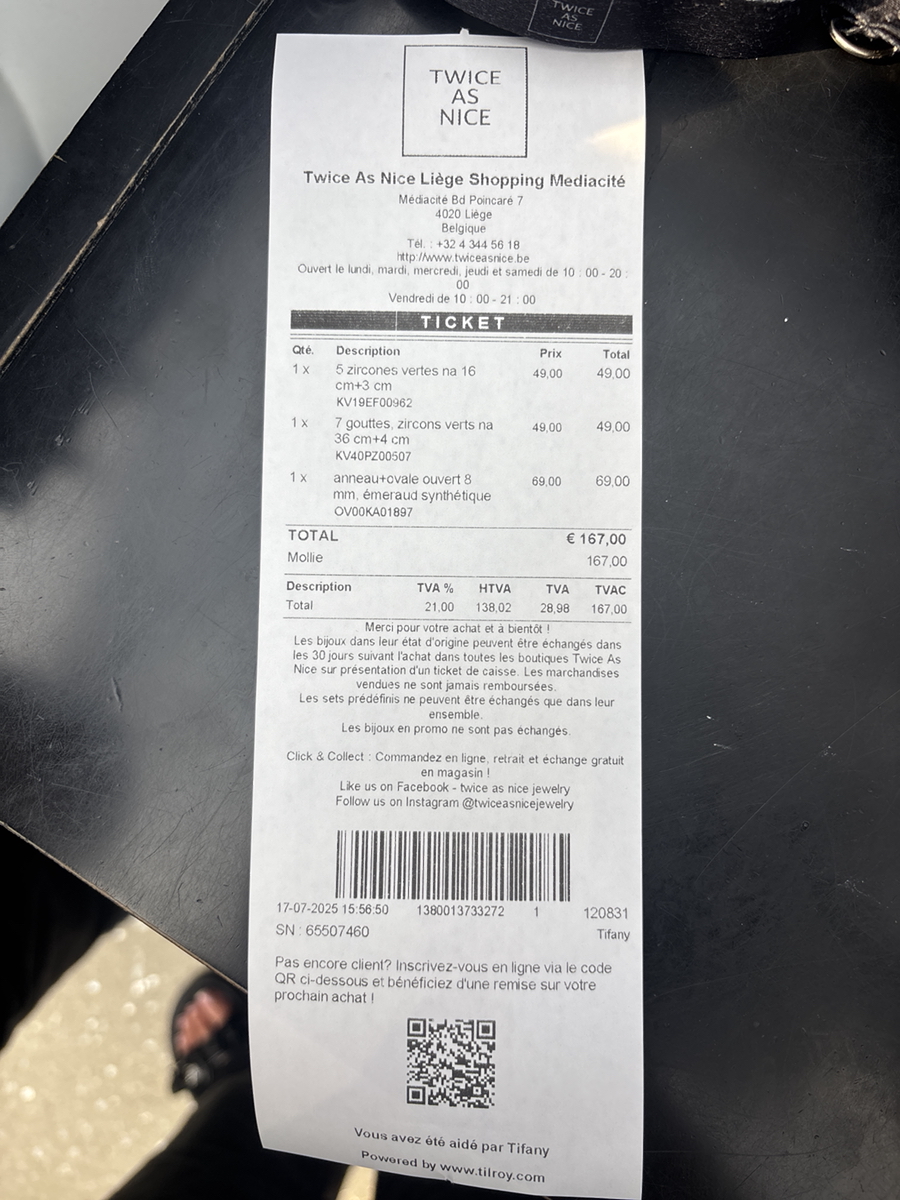 TWICE
AS
NICE
TWICE
AS
NICE
Twice As Nice Liège Shopping Mediacité
Médiacité Bd Poincaré 7
4020 Liège
Belgique
Tél. : +32 4 344 56 18
http://www.twiceasnice.be
Ouvert le lundi, mardi, mercredi, jeudi et samedi de 10 : 00 - 20 :
00
Vendredi de 10 : 00 - 21 : 00
TICKET
Qté. Description Prix Total
1 x 5 zircones vertes na 16 49,00 49,00
cm+3 cm
KV19EF00962
1 x 7 gouttes, zircons verts na 49,00 49,00
36 cm+4 cm
KV40PZ00507
1 x anneau+ovale ouvert 8 69,00 69,00
mm, émeraud synthétique
OV00KA01897
TOTAL € 167,00
Mollie 167,00
Description TVA % HTVA TVA TVAC
Total 21,00 138,02 28,98 167,00
Merci pour votre achat et à bientôt !
Les bijoux dans leur état d'origine peuvent être échangés dans
les 30 jours suivant l'achat dans toutes les boutiques Twice As
Nice sur présentation d'un ticket de caisse. Les marchandises
vendues ne sont jamais remboursées.
Les sets prédéfinis ne peuvent être échangés que dans leur
ensemble.
Les bijoux en promo ne sont pas échangés.
Click & Collect : Commandez en ligne, retrait et échange gratuit
en magasin !
Like us on Facebook - twice as nice jewelry
Follow us on Instagram @twiceasnicejewelry
17-07-2025 15:56:50 1380013733272 1 120831
SN : 65507460 Tifany
Pas encore client? Inscrivez-vous en ligne via le code
QR ci-dessous et bénéficiez d'une remise sur votre
prochain achat !
Vous avez été aidé par Tifany
Powered by www.tilroy.com